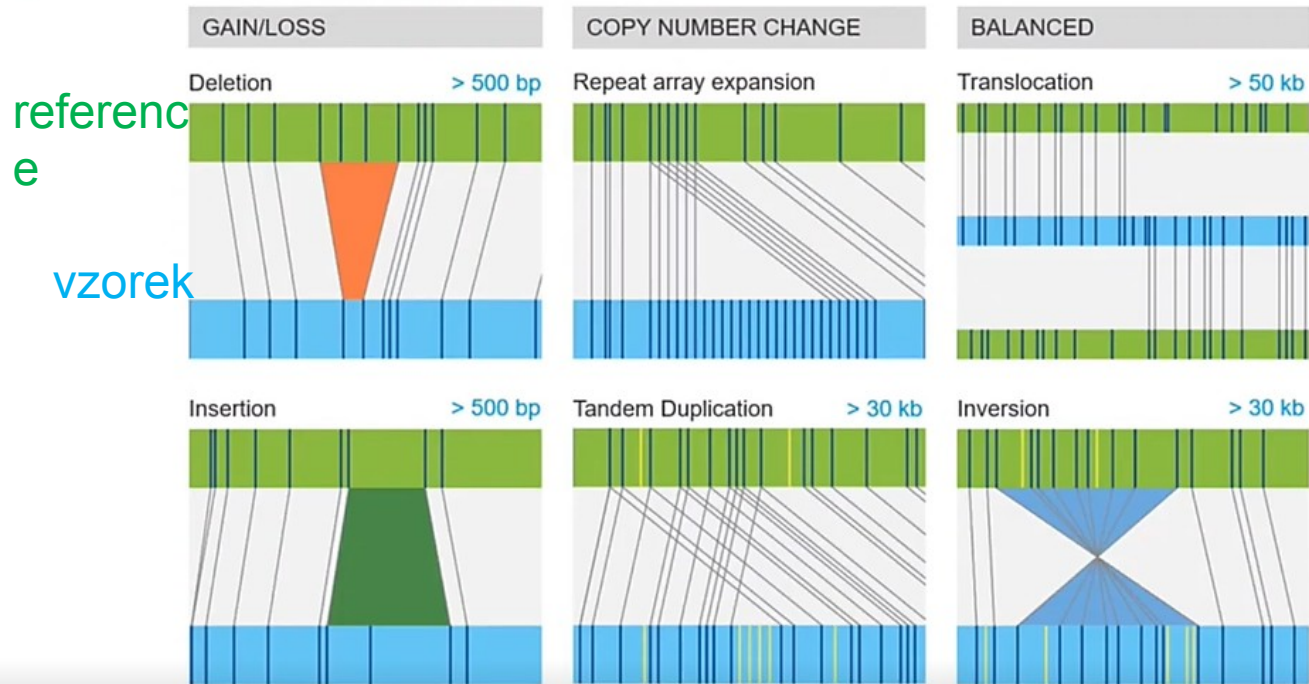 GAIN/LOSS
COPY NUMBER CHANGE
BALANCED
Deletion > 500 bp
Repeat array expansion
Translocation > 50 kb
referenc
e
vzorek
Insertion > 500 bp
Tandem Duplication > 30 kb
Inversion > 30 kb